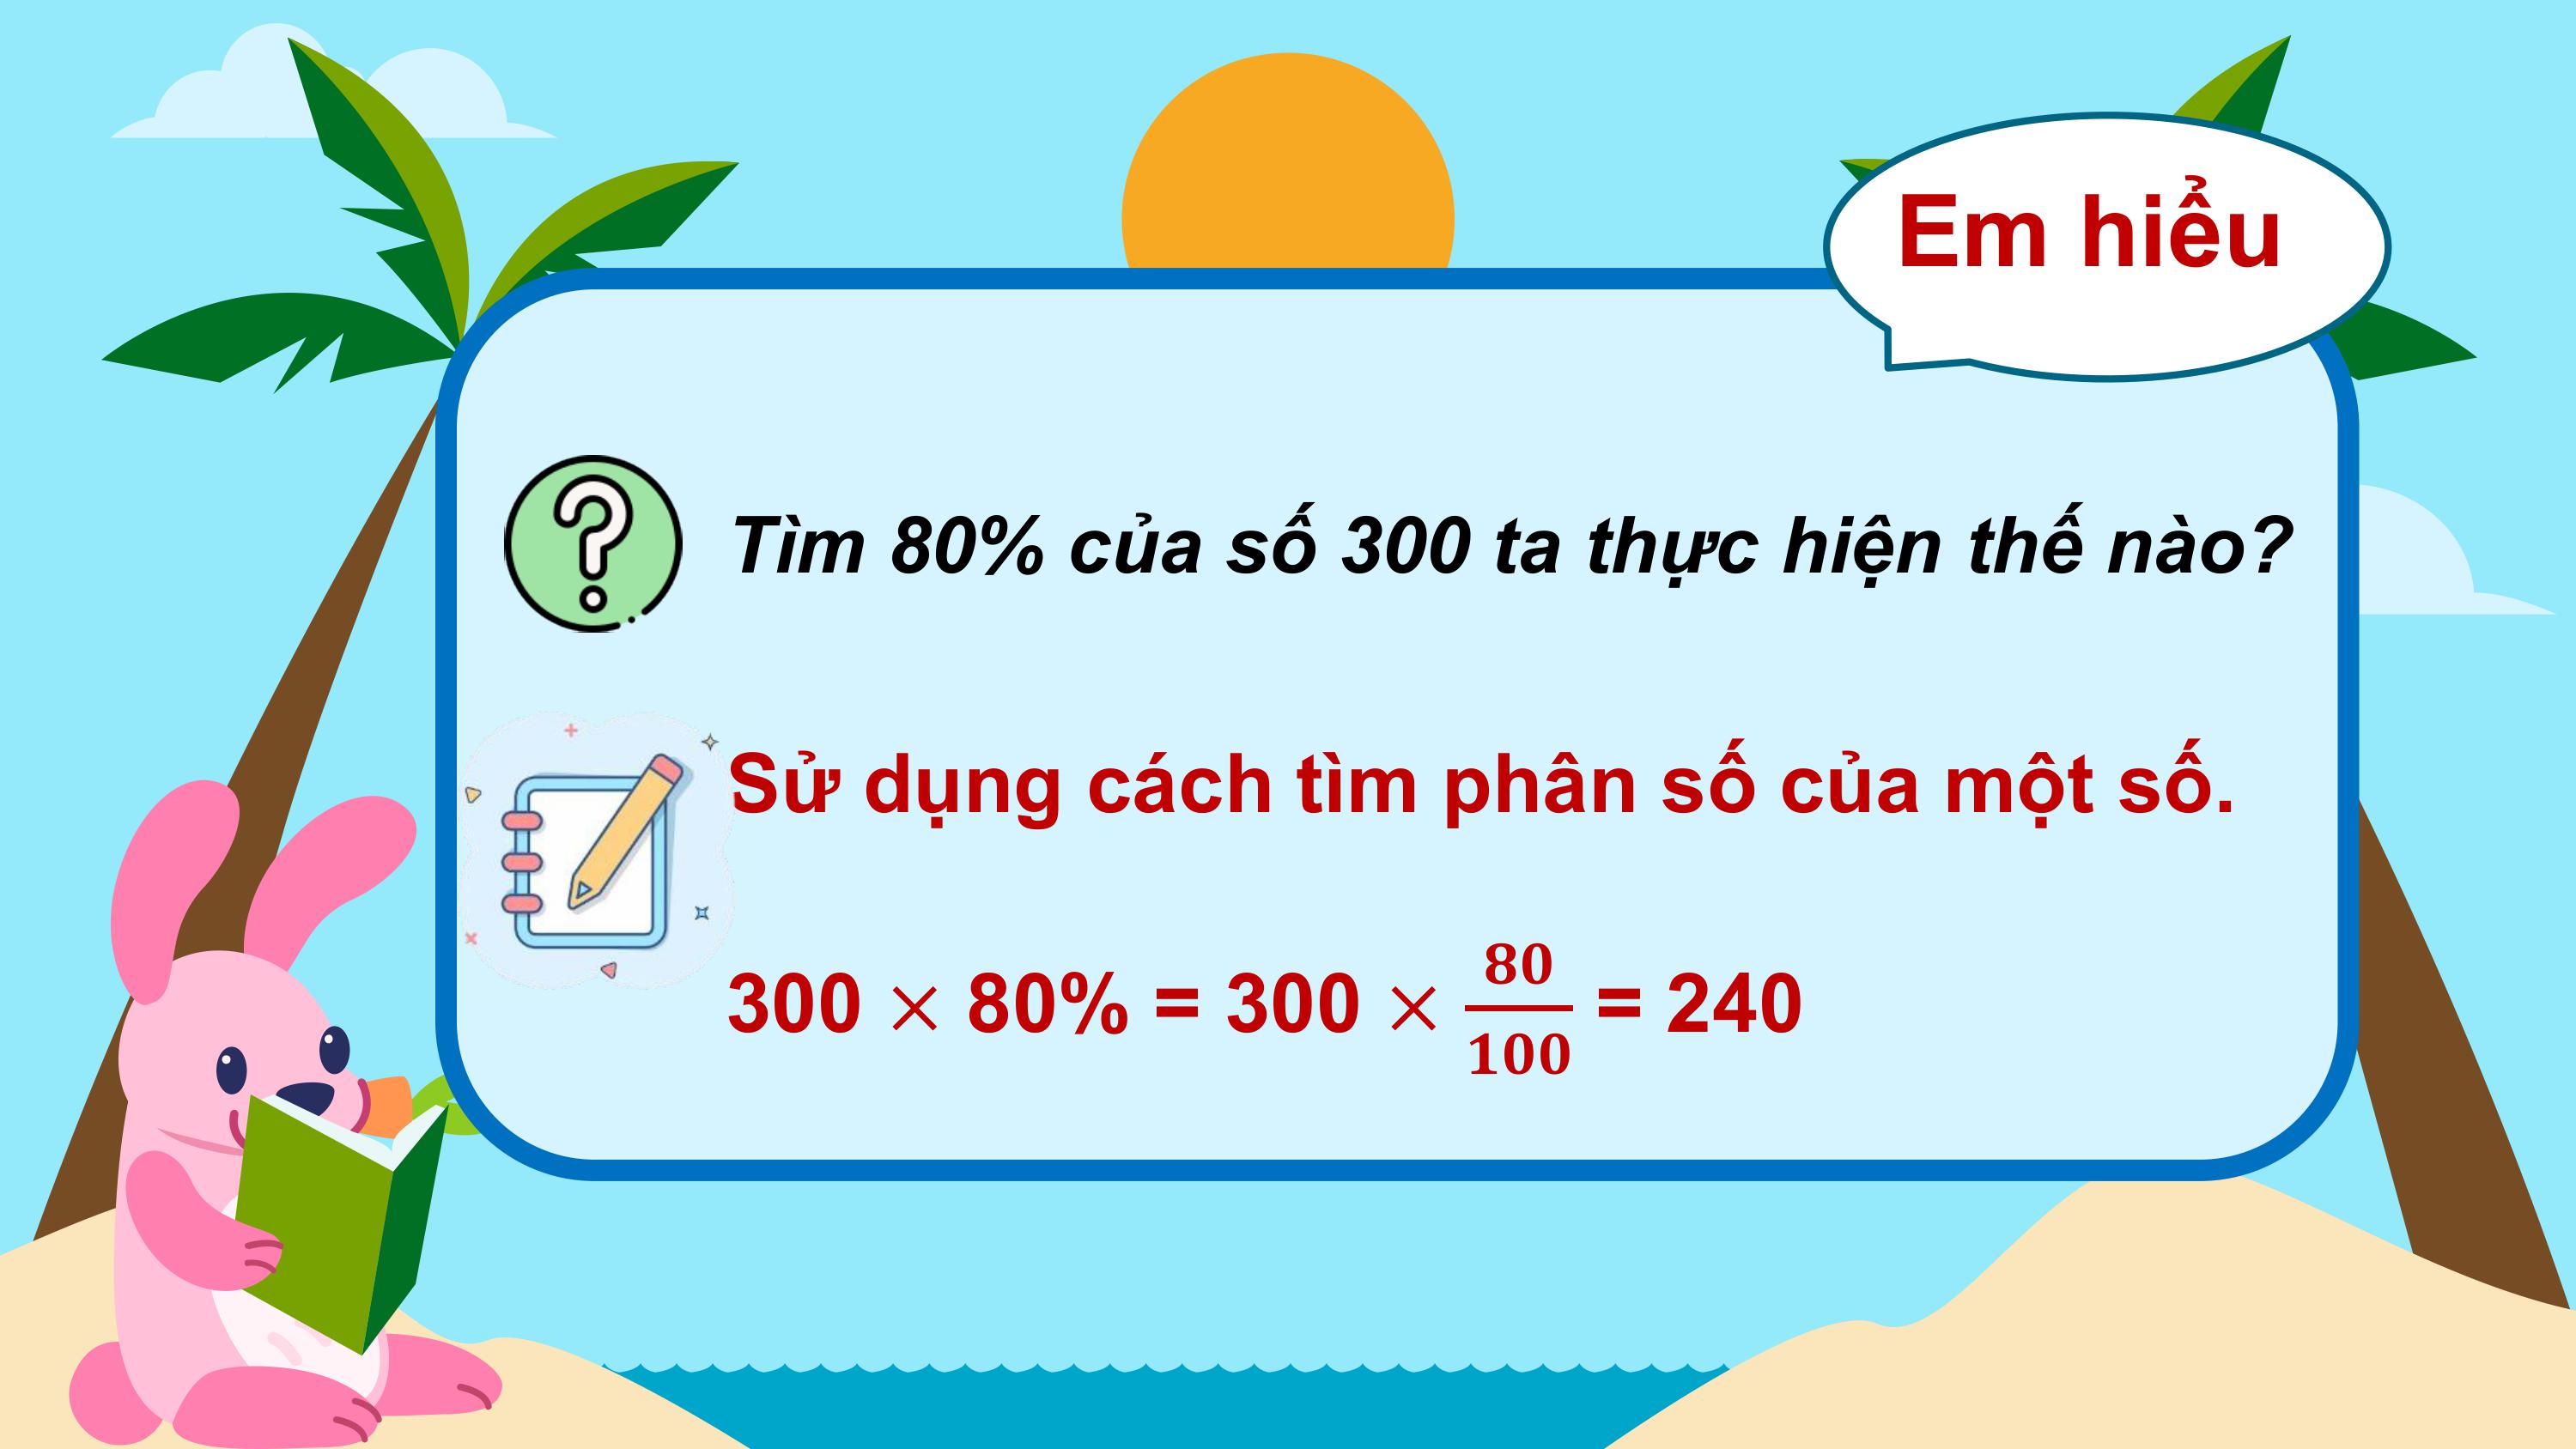 Em hiểu
Tìm 80% của số 300 ta thực hiện thế nào?
Sử dụng cách tìm phân số của một số.
300 × 80% = 300 × 80/100 = 240